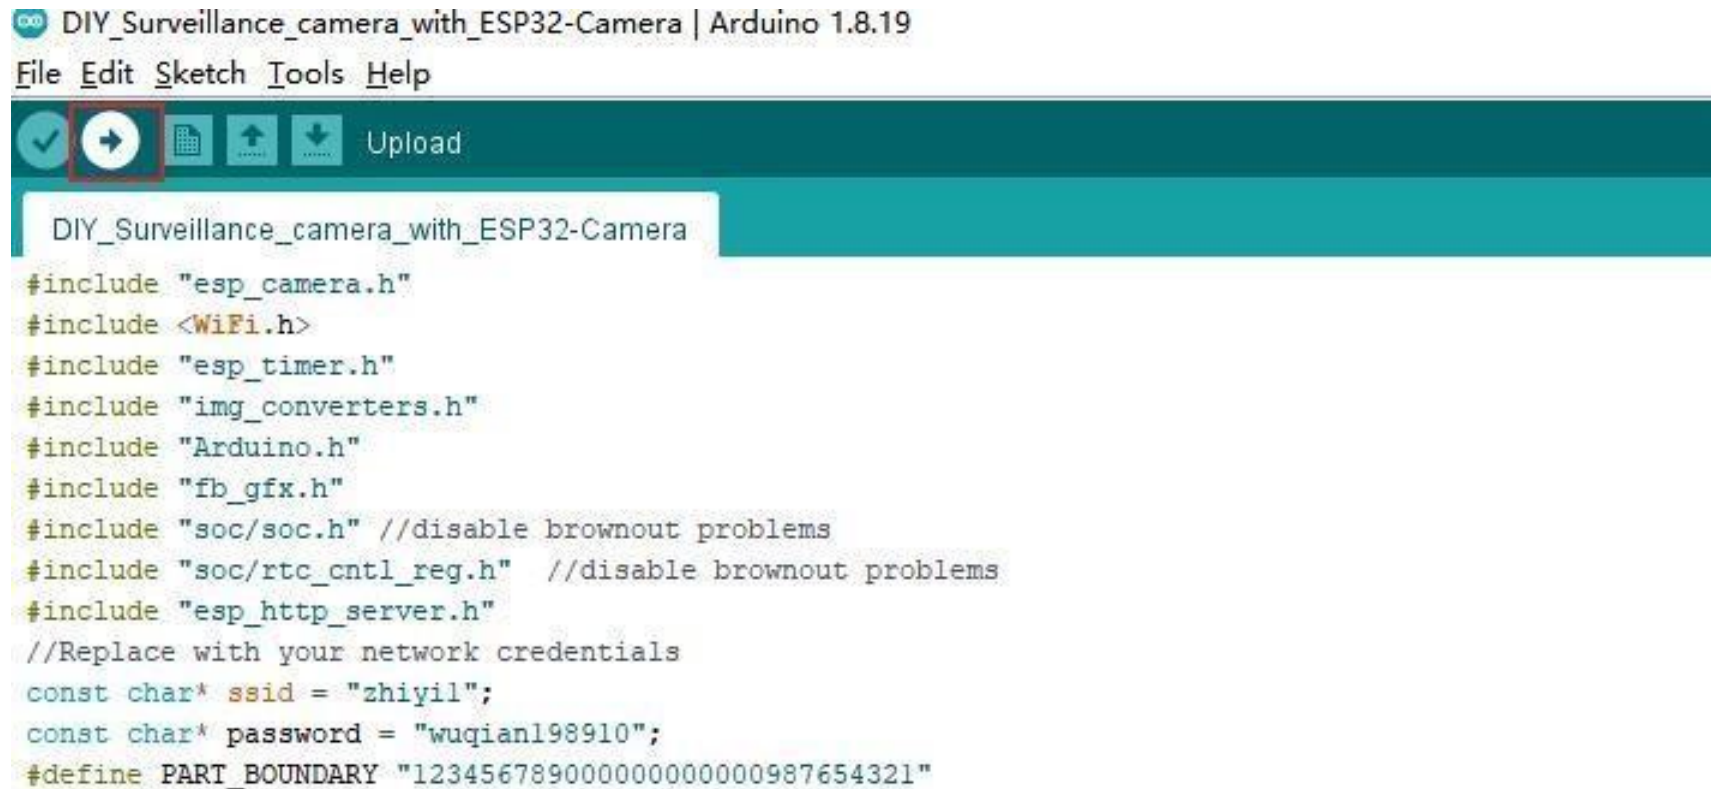 DIY_Surveillance_camera_with_ESP32-Camera | Arduino 1.8.19
File Edit Sketch Tools Help
Upload
DIY_Surveillance_camera_with_ESP32-Camera
#include "esp_camera.h"
#include <WiFi.h>
#include "esp_timer.h"
#include "img_converters.h"
#include "Arduino.h"
#include "fb_gfx.h"
#include "soc/soc.h" //disable brownout problems
#include "soc/rtc_cntl_reg.h"  //disable brownout problems
#include "esp_http_server.h"
//Replace with your network credentials
const char* ssid = "zhiyi1";
const char* password = "wuqian198910";
#define PART_BOUNDARY "123456789000000000000987654321"